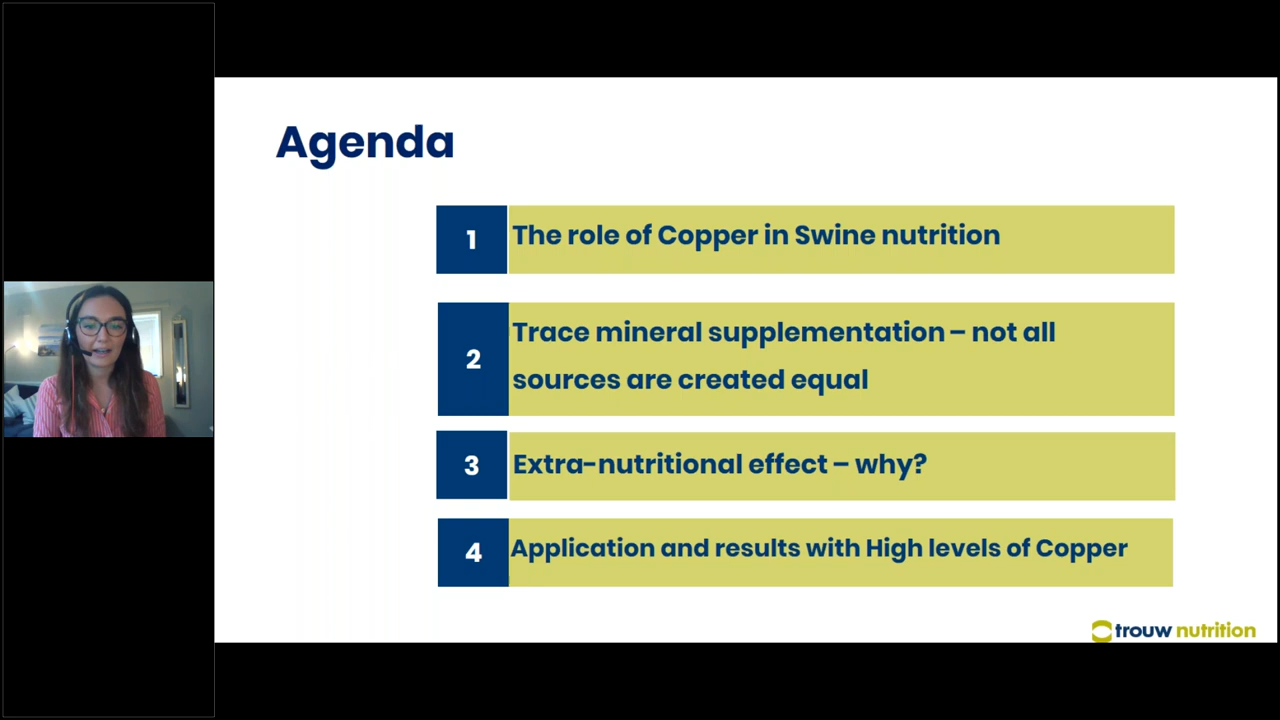 Agenda
1
The role of Copper in Swine nutrition
2
Trace mineral supplementation – not all
sources are created equal
3
Extra-nutritional effect – why?
4
Application and results with High levels of Copper
trouw nutrition